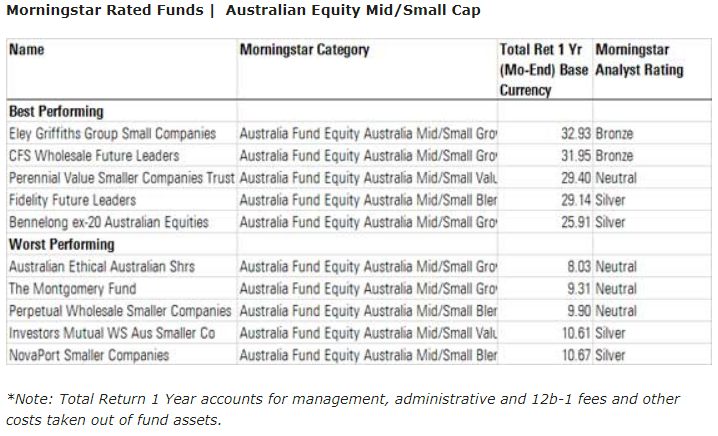 Morningstar Rated Funds | Australian Equity Mid/Small Cap
Name Morningstar Category Total Ret 1 Yr Morningstar
(Mo-End) Base Analyst Rating
Currency
Best Performing
Eley Griffiths Group Small Companies Australia Fund Equity Australia Mid/Small Gro 32.93 Bronze
CFS Wholesale Future Leaders Australia Fund Equity Australia Mid/Small Gro 31.95 Bronze
Perennial Value Smaller Companies Trust Australia Fund Equity Australia Mid/Small Valu 29.40 Neutral
Fidelity Future Leaders Australia Fund Equity Australia Mid/Small Blen 29.14 Silver
Bennelong ex-20 Australian Equities Australia Fund Equity Australia Mid/Small Gro 25.91 Silver
Worst Performing
Australian Ethical Australian Shrs Australia Fund Equity Australia Mid/Small Gro 8.03 Neutral
The Montgomery Fund Australia Fund Equity Australia Mid/Small Gro 9.31 Neutral
Perpetual Wholesale Smaller Companies Australia Fund Equity Australia Mid/Small Blen 9.90 Neutral
Investors Mutual WS Aus Smaller Co Australia Fund Equity Australia Mid/Small Valu 10.61 Silver
NovaPort Smaller Companies Australia Fund Equity Australia Mid/Small Blen 10.67 Silver
*Note: Total Return 1 Year accounts for management, administrative and 12b-1 fees and other
costs taken out of fund assets.